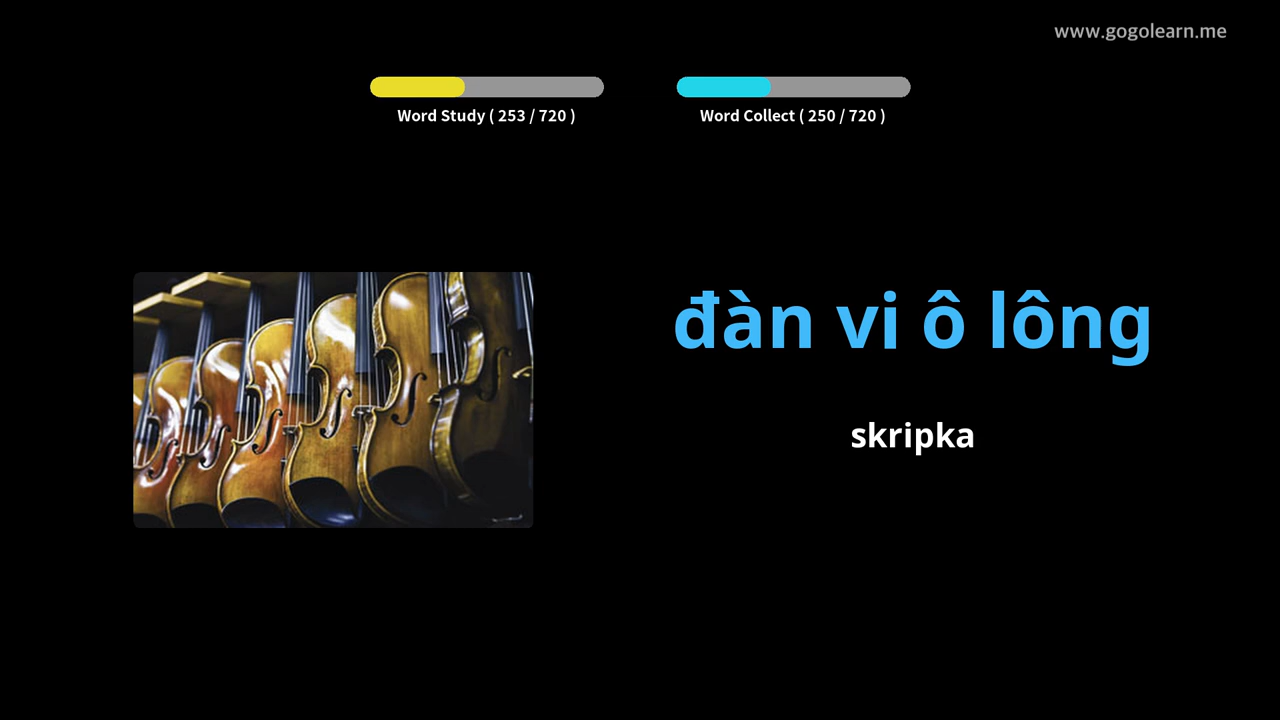 www.gogolearn.me
Word Study ( 253 / 720 )
Word Collect ( 250 / 720 )
đàn vi ô lông
skripka